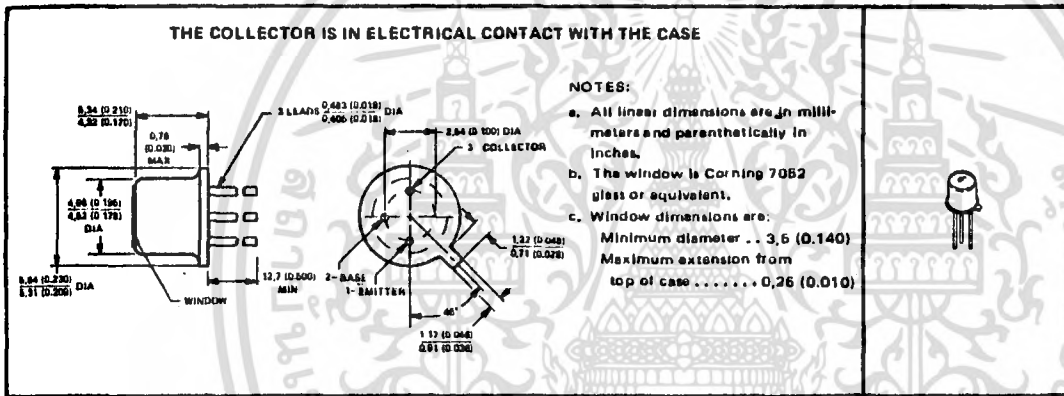 THE COLLECTOR IS IN ELECTRICAL CONTACT WITH THE CASE
3 LEADS 0,483 (0.019) DIA
5,34 (0.210)
4,32 (0.170)
0,76
(0.030)
MAX
2,54 (0.100) DIA
3 COLLECTOR
4,95 (0.195)
4,52 (0.178)
DIA
5,84 (0.230) DIA
5,31 (0.209)
WINDOW
12,7 (0.500)
MIN
2-BASE
1-EMITTER
1,22 (0.048)
0,71 (0.028)
45°
1,17 (0.046)
0,91 (0.036)
NOTES:
a. All linear dimensions are in milli-
meters and parenthetically in
inches.
b. The window is Corning 7052
glass or equivalent.
c. Window dimensions are:
Minimum diameter .. 3,5 (0.140)
Maximum extension from
top of case ....... 0,26 (0.010)